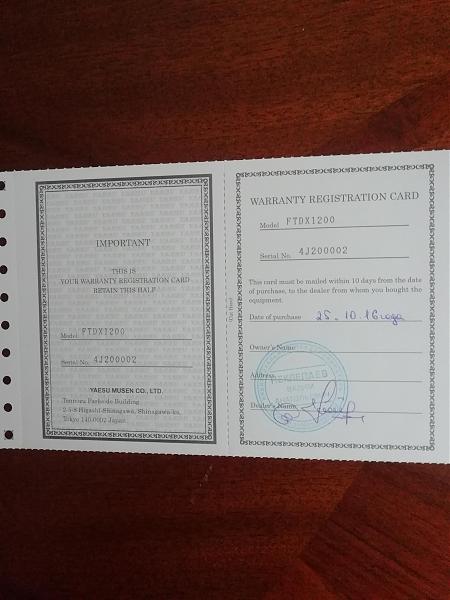 IMPORTANT
THIS IS
YOUR WARRANTY REGISTRATION CARD
RETAIN THIS HALF
Model FTDX1200
Serial No. 4J200002
YAESU MUSEN CO., LTD.
Tennozu Parkside Building
2-5-8 Higashi-Shinagawa, Shinagawa-ku,
Tokyo 140-0002 Japan
WARRANTY REGISTRATION CARD
Model FTDX1200
Serial No. 4J200002
This card must be mailed within 10 days from the date
of purchase, to the dealer from whom you bought the
equipment.
Date of purchase 25.10.16года
Owner's Name
Address
Dealer's Name